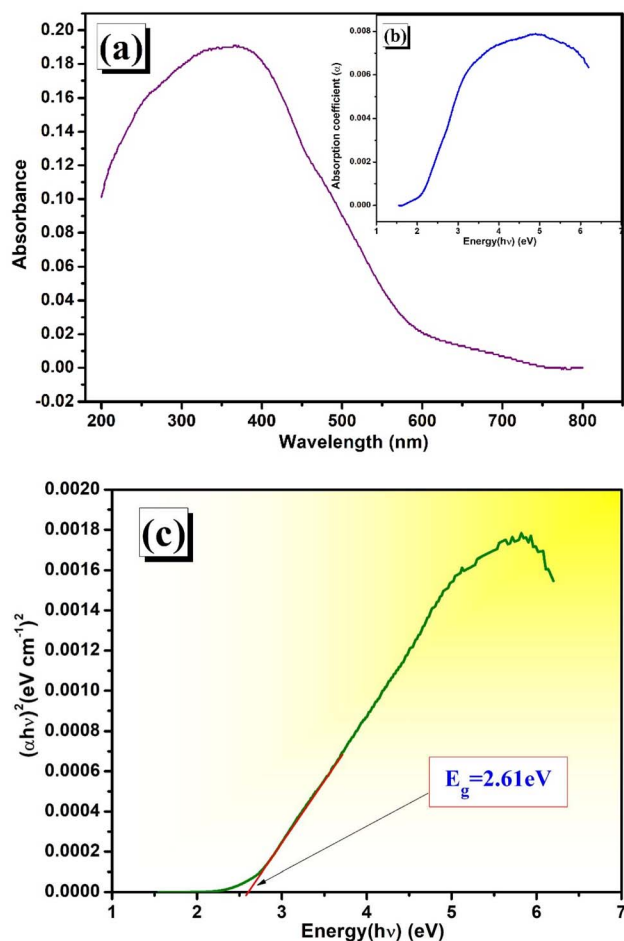 (a)
Absorbance
0.20
0.18
0.16
0.14
0.12
0.10
0.08
0.06
0.04
0.02
0.00
-0.02
200 300 400 500 600 700 800
Wavelength (nm)
(b)
Absorption coefficient (α)
0.008
0.006
0.004
0.002
0.000
1 2 3 4 5 6 7
Energy(hν) (eV)
(c)
(αhν)²(eV cm⁻¹)²
0.0020
0.0018
0.0016
0.0014
0.0012
0.0010
0.0008
0.0006
0.0004
0.0002
0.0000
E_g=2.61eV
1 2 3 4 5 6 7
Energy(hν) (eV)